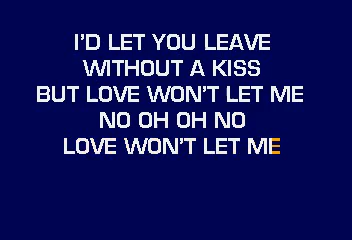 I'D LET YOU LEAVE
WITHOUT A KISS
BUT LOVE WON'T LET ME
NO OH OH NO
LOVE WON'T LET ME